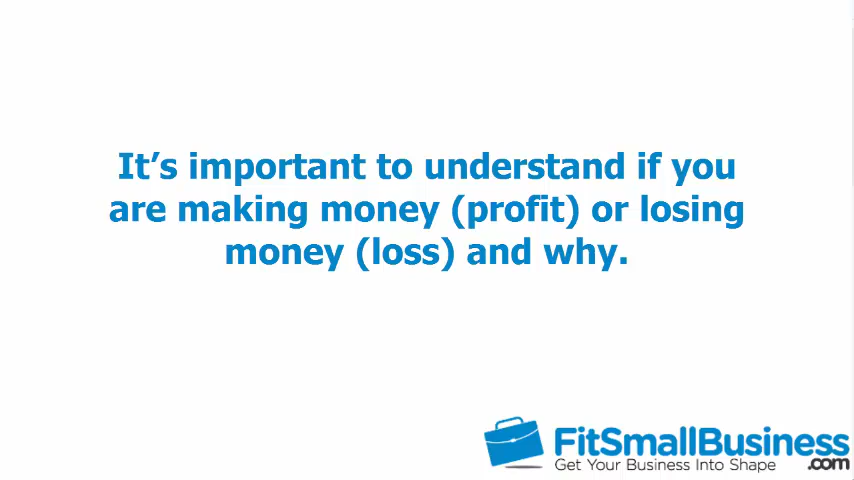 It’s important to understand if you
are making money (profit) or losing
money (loss) and why.
FitSmallBusiness
Get Your Business Into Shape .com